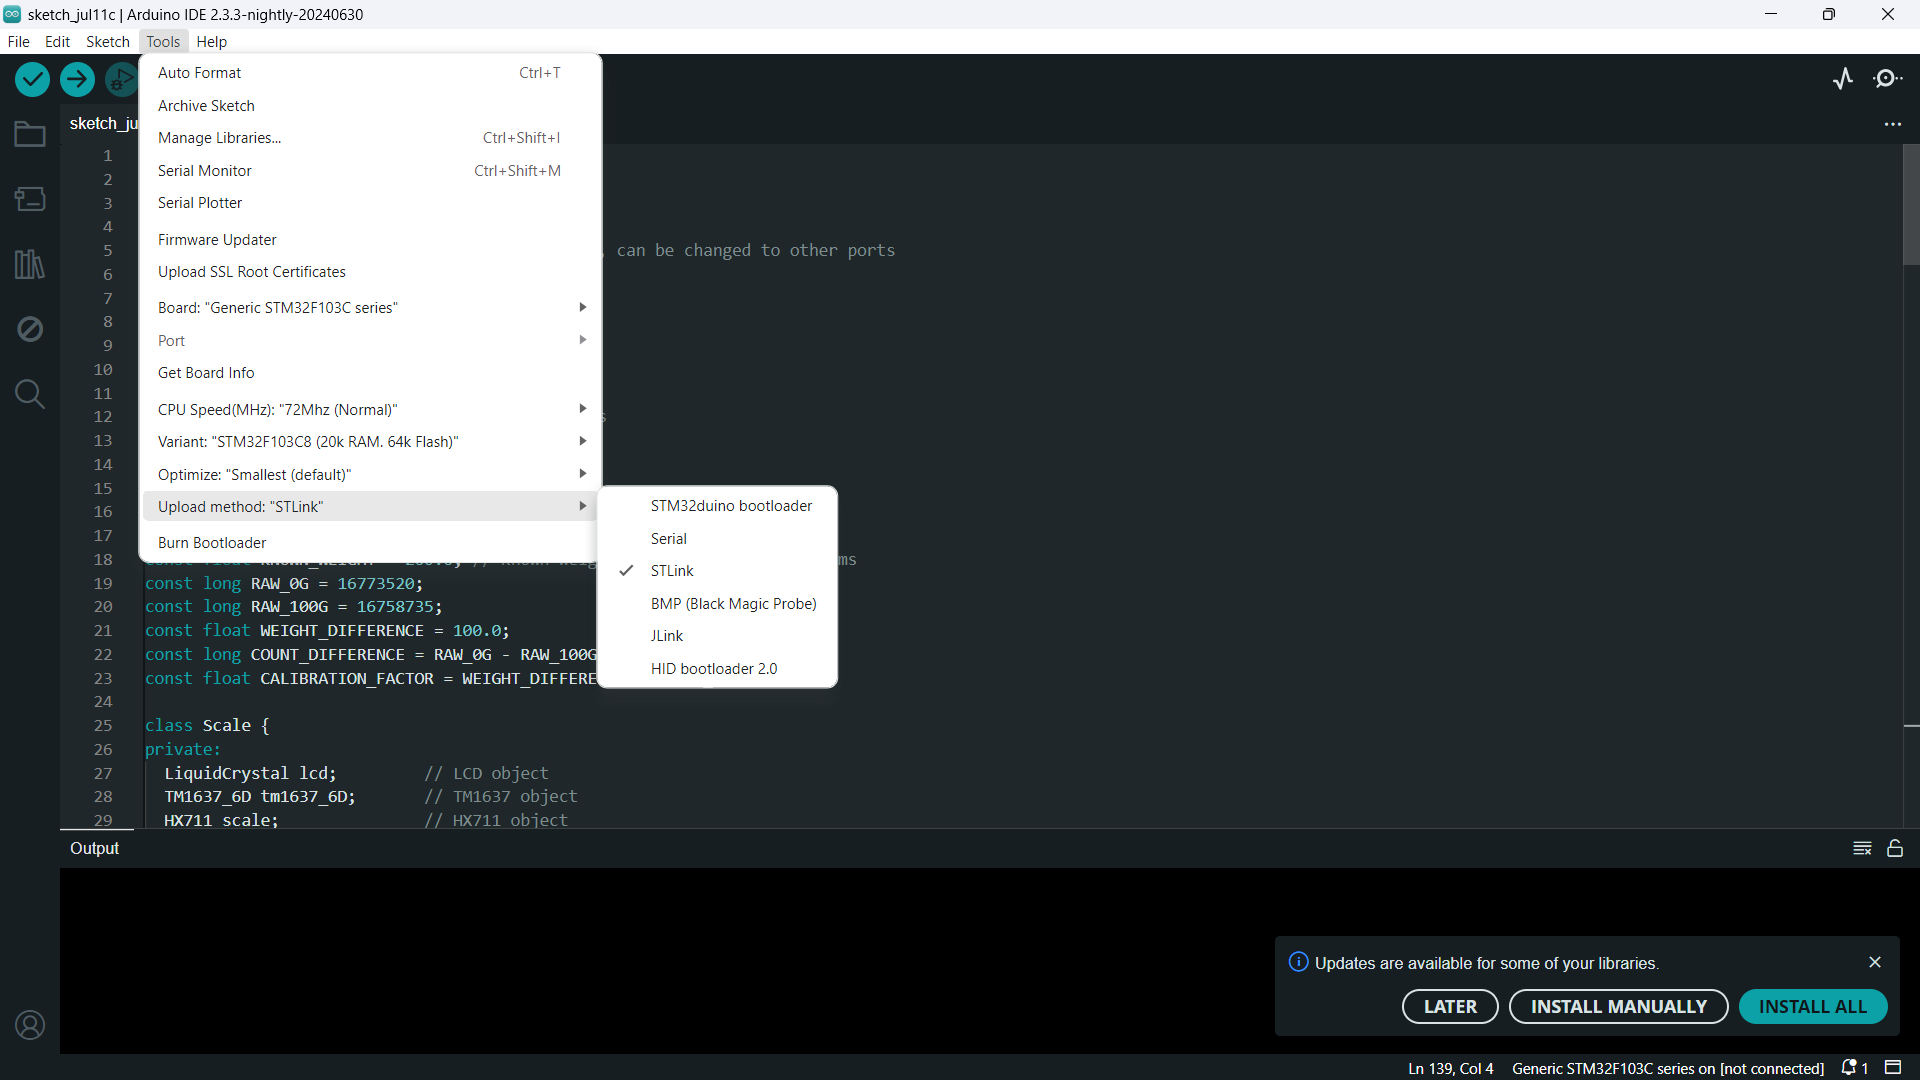 sketch_jul11c | Arduino IDE 2.3.3-nightly-20240630
File Edit Sketch Tools Help
Auto Format Ctrl+T
Archive Sketch
sketch_ju
Manage Libraries... Ctrl+Shift+I
1
Serial Monitor Ctrl+Shift+M
2
3 Serial Plotter
4
Firmware Updater
5 can be changed to other ports
6 Upload SSL Root Certificates
7
Board: "Generic STM32F103C series"
8
9 Port
10 Get Board Info
11
12 CPU Speed(MHz): "72Mhz (Normal)" s
13 Variant: "STM32F103C8 (20k RAM. 64k Flash)"
14
Optimize: "Smallest (default)"
15
16 Upload method: "STLink" STM32duino bootloader
17 Burn Bootloader Serial
18 ms
STLink
19 const long RAW_0G = 16773520;
20 const long RAW_100G = 16758735; BMP (Black Magic Probe)
21 const float WEIGHT_DIFFERENCE = 100.0; JLink
22 const long COUNT_DIFFERENCE = RAW_0G - RAW_100G
HID bootloader 2.0
23 const float CALIBRATION_FACTOR = WEIGHT_DIFFERE
24
25 class Scale {
26 private:
27 LiquidCrystal lcd; // LCD object
28 TM1637_6D tm1637_6D; // TM1637 object
29 HX711 scale; // HX711 object
Output
Updates are available for some of your libraries.
LATER INSTALL MANUALLY INSTALL ALL
Ln 139, Col 4 Generic STM32F103C series on [not connected] 1